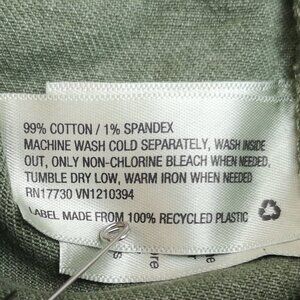 99% COTTON / 1% SPANDEX
MACHINE WASH COLD SEPARATELY, WASH INSIDE
OUT, ONLY NON-CHLORINE BLEACH WHEN NEEDED,
TUMBLE DRY LOW, WARM IRON WHEN NEEDED
RN17730 VN1210394
LABEL MADE FROM 100% RECYCLED PLASTIC